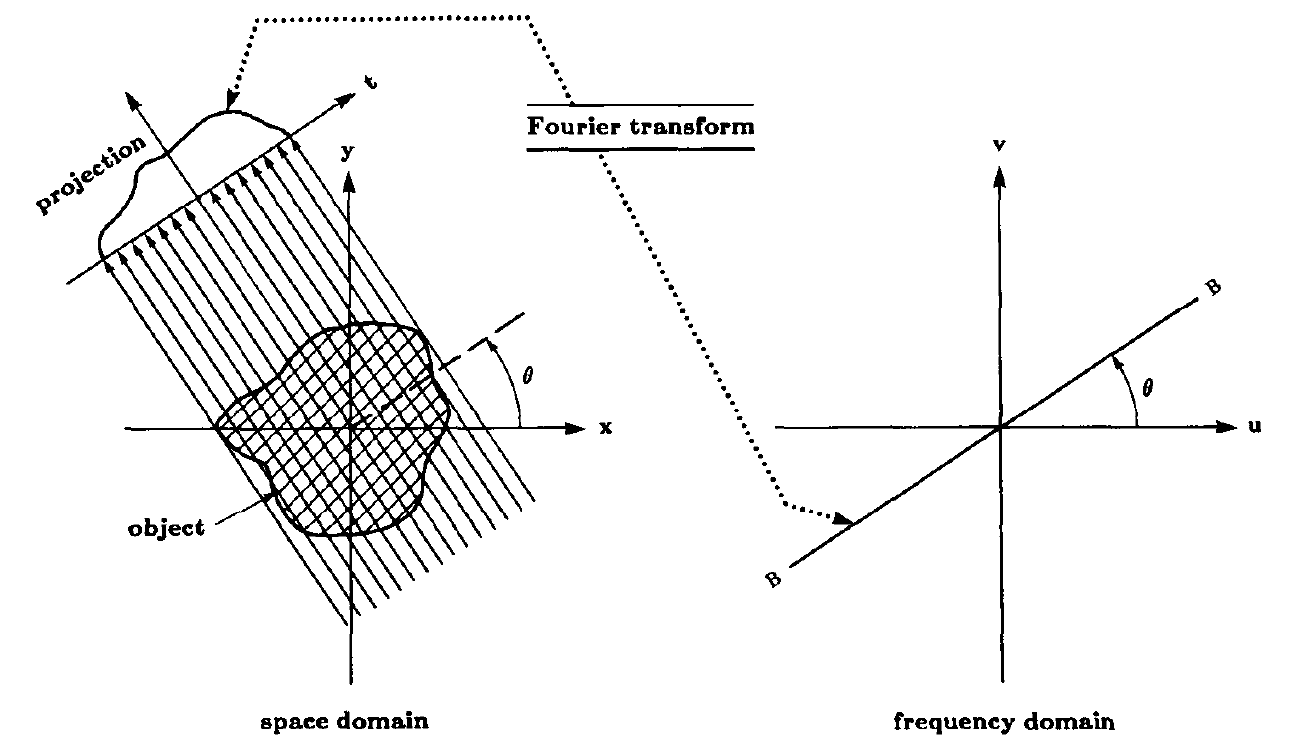 t
Fourier transform
projection
y
v
B
θ
θ
x
u
object
B
space domain
frequency domain